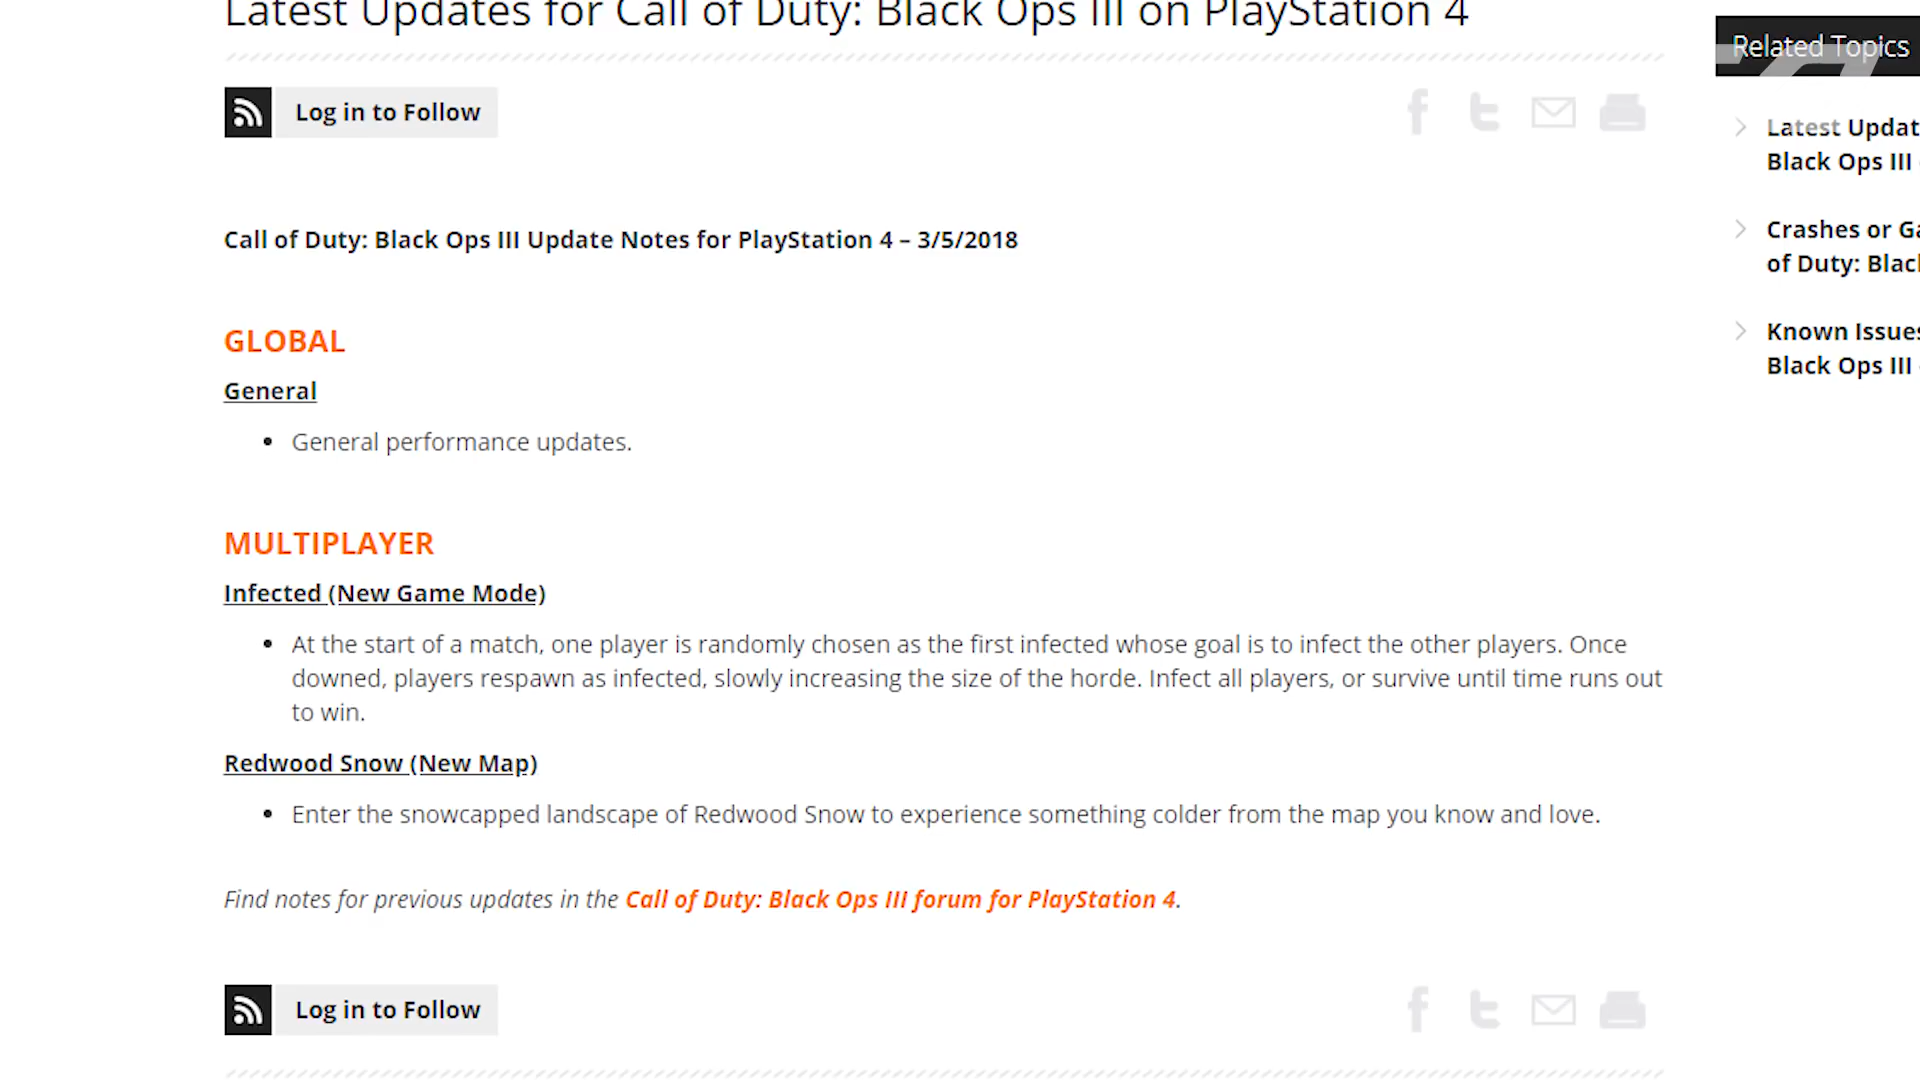 Latest Updates for Call of Duty: Black Ops III on PlayStation 4
Log in to Follow
Call of Duty: Black Ops III Update Notes for PlayStation 4 – 3/5/2018
GLOBAL
General
• General performance updates.
MULTIPLAYER
Infected (New Game Mode)
• At the start of a match, one player is randomly chosen as the first infected whose goal is to infect the other players. Once
downed, players respawn as infected, slowly increasing the size of the horde. Infect all players, or survive until time runs out
to win.
Redwood Snow (New Map)
• Enter the snowcapped landscape of Redwood Snow to experience something colder from the map you know and love.
Find notes for previous updates in the Call of Duty: Black Ops III forum for PlayStation 4.
Log in to Follow
Related Topics
Latest Updat
Black Ops III
Crashes or Ga
of Duty: Blac
Known Issues
Black Ops III